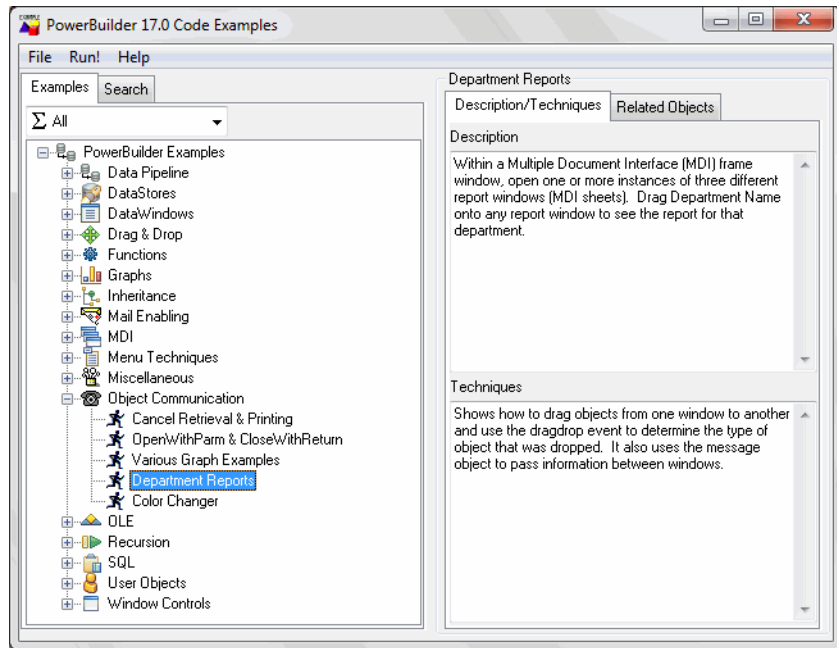 PowerBuilder 17.0 Code Examples
File Run! Help
Examples Search
Σ All
PowerBuilder Examples
Data Pipeline
DataStores
DataWindows
Drag & Drop
Functions
Graphs
Inheritance
Mail Enabling
MDI
Menu Techniques
Miscellaneous
Object Communication
Cancel Retrieval & Printing
OpenWithParm & CloseWithReturn
Various Graph Examples
Department Reports
Color Changer
OLE
Recursion
SQL
User Objects
Window Controls
Department Reports
Description/Techniques Related Objects
Description
Within a Multiple Document Interface (MDI) frame
window, open one or more instances of three different
report windows (MDI sheets). Drag Department Name
onto any report window to see the report for that
department.
Techniques
Shows how to drag objects from one window to another
and use the dragdrop event to determine the type of
object that was dropped. It also uses the message
object to pass information between windows.